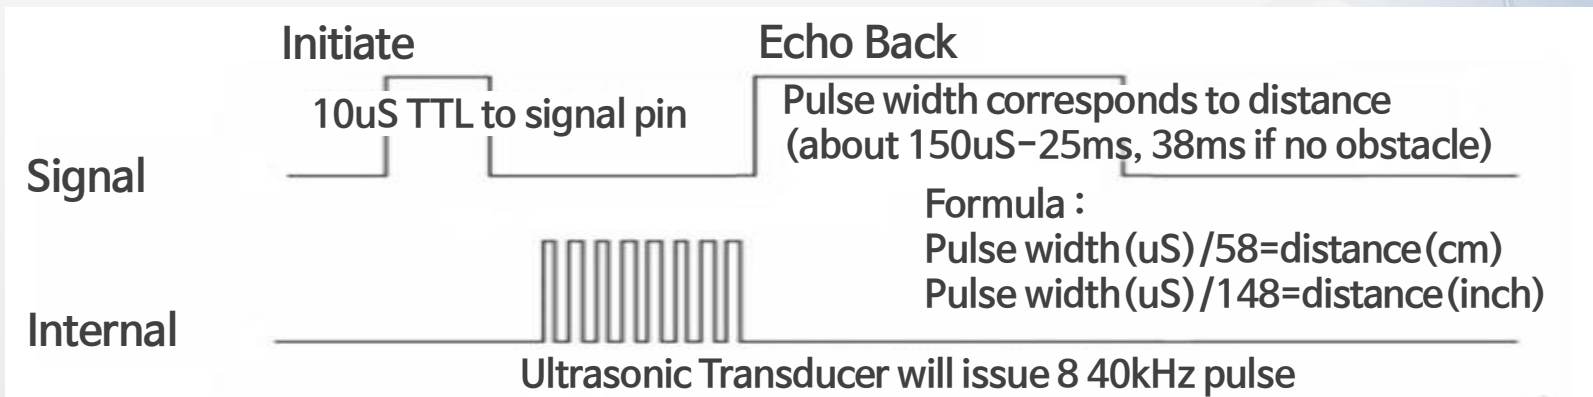 Initiate
Echo Back
10uS TTL to signal pin
Pulse width corresponds to distance
(about 150uS-25ms, 38ms if no obstacle)
Signal
Formula :
Pulse width(uS)/58=distance(cm)
Pulse width(uS)/148=distance(inch)
Internal
Ultrasonic Transducer will issue 8 40kHz pulse